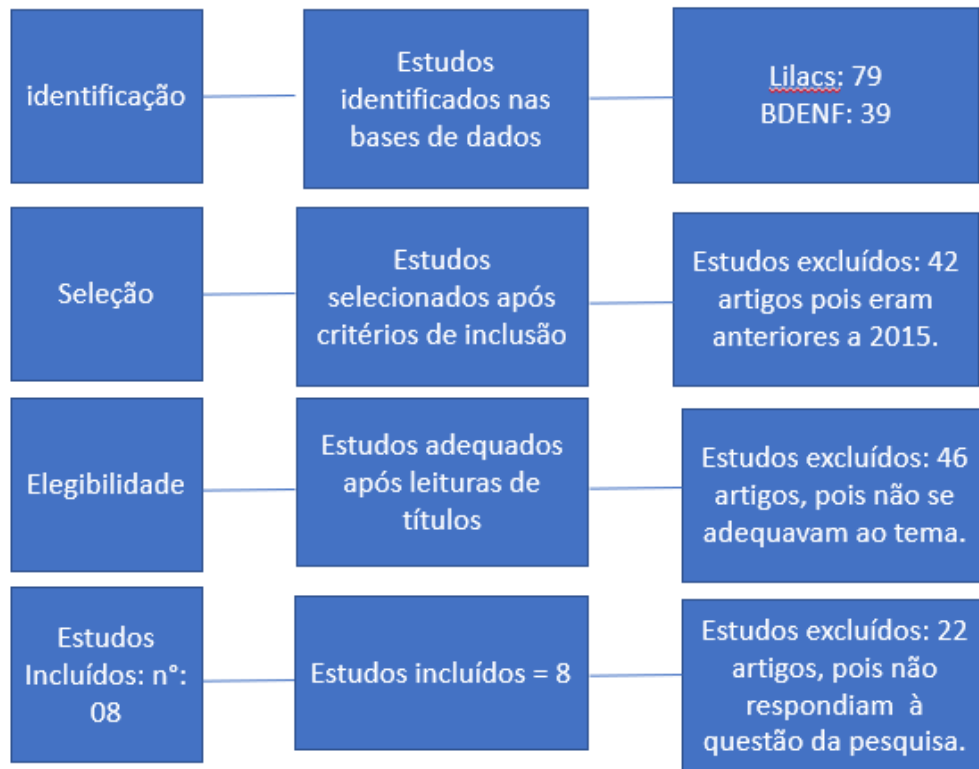 identificação
Estudos
identificados nas
bases de dados
Lilacs: 79
BDENF: 39
Seleção
Estudos
selecionados após
critérios de inclusão
Estudos excluídos: 42
artigos pois eram
anteriores a 2015.
Elegibilidade
Estudos adequados
após leituras de
títulos
Estudos excluídos: 46
artigos, pois não se
adequavam ao tema.
Estudos
Incluídos: n°:
08
Estudos incluídos = 8
Estudos excluídos: 22
artigos, pois não
respondiam à
questão da pesquisa.